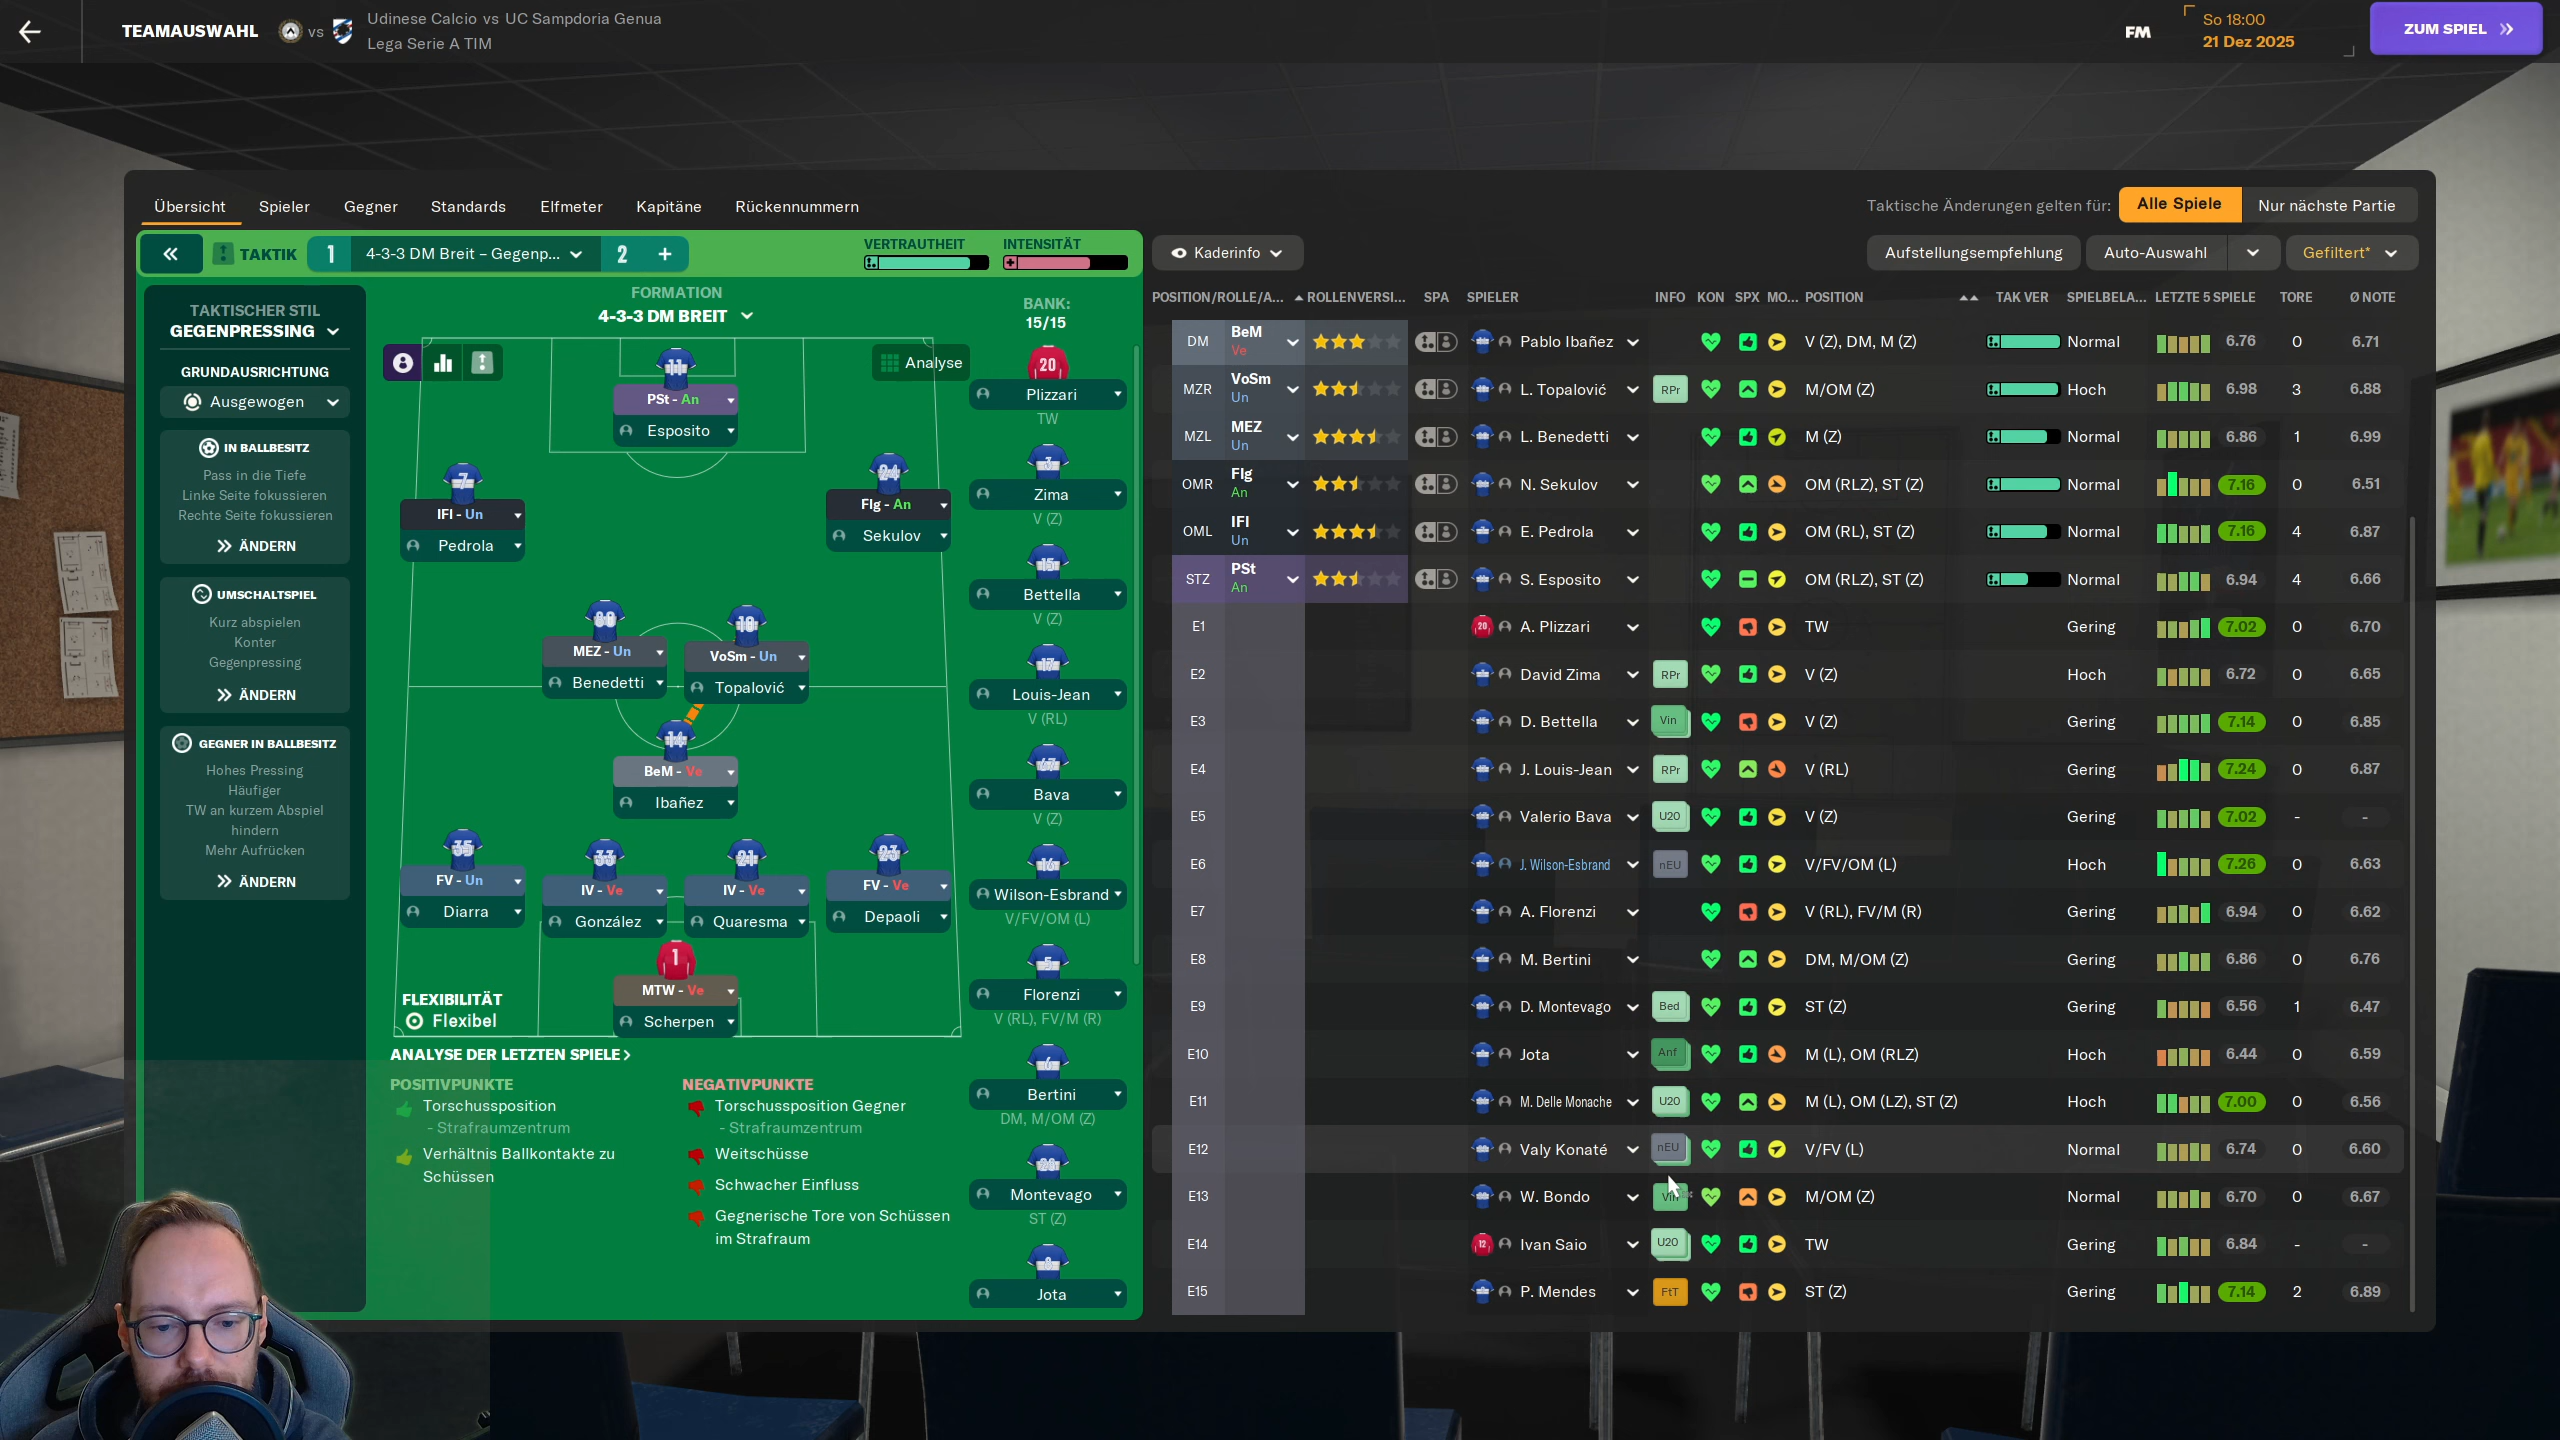 TEAMAUSWAHL
vs
Udinese Calcio vs UC Sampdoria Genua
Lega Serie A TIM
FM
So 18:00
21 Dez 2025
ZUM SPIEL
Übersicht
Spieler
Gegner
Standards
Elfmeter
Kapitäne
Rückennummern
Taktische Änderungen gelten für:
Alle Spiele
Nur nächste Partie
TAKTIK
1
4-3-3 DM Breit – Gegenp...
2
+
VERTRAUTHEIT
INTENSITÄT
Kaderinfo
Aufstellungsempfehlung
Auto-Auswahl
Gefiltert*
TAKTISCHER STIL
GEGENPRESSING
GRUNDAUSRICHTUNG
Ausgewogen
IN BALLBESITZ
Pass in die Tiefe
Linke Seite fokussieren
Rechte Seite fokussieren
ÄNDERN
UMSCHALTSPIEL
Kurz abspielen
Konter
Gegenpressing
ÄNDERN
GEGNER IN BALLBESITZ
Hohes Pressing
Häufiger
TW an kurzem Abspiel
hindern
Mehr Aufrücken
ÄNDERN
FORMATION
4-3-3 DM BREIT
Analyse
11
PSt - An
Esposito
7
IFl - Un
Pedrola
94
Flg - An
Sekulov
88
MEZ - Un
Benedetti
18
VoSm - Un
Topalović
14
BeM - Ve
Ibañez
35
FV - Un
Diarra
33
IV - Ve
González
21
IV - Ve
Quaresma
23
FV - Ve
Depaoli
1
MTW - Ve
Scherpen
FLEXIBILITÄT
Flexibel
BANK:
15/15
20
Plizzari
TW
3
Zima
V (Z)
15
Bettella
V (Z)
17
Louis-Jean
V (RL)
Bava
V (Z)
16
Wilson-Esbrand
V/FV/OM (L)
5
Florenzi
V (RL), FV/M (R)
6
Bertini
DM, M/OM (Z)
Montevago
ST (Z)
8
Jota
ANALYSE DER LETZTEN SPIELE
POSITIVPUNKTE
Torschussposition
- Strafraumzentrum
Verhältnis Ballkontakte zu
Schüssen
NEGATIVPUNKTE
Torschussposition Gegner
- Strafraumzentrum
Weitschüsse
Schwacher Einfluss
Gegnerische Tore von Schüssen
im Strafraum
POSITION/ROLLE/A... ROLLENVERSI... SPA SPIELER INFO KON SPX MO... POSITION TAK VER SPIELBELA... LETZTE 5 SPIELE TORE Ø NOTE
DM BeM Ve Pablo Ibañez V (Z), DM, M (Z) Normal 6.76 0 6.71
MZR VoSm Un L. Topalović RPr M/OM (Z) Hoch 6.98 3 6.88
MZL MEZ Un L. Benedetti M (Z) Normal 6.86 1 6.99
OMR Flg An N. Sekulov OM (RLZ), ST (Z) Normal 7.16 0 6.51
OML IFl Un E. Pedrola OM (RL), ST (Z) Normal 7.16 4 6.87
STZ PSt An S. Esposito OM (RLZ), ST (Z) Normal 6.94 4 6.66
E1 20 A. Plizzari TW Gering 7.02 0 6.70
E2 David Zima RPr V (Z) Hoch 6.72 0 6.65
E3 D. Bettella Vin V (Z) Gering 7.14 0 6.85
E4 J. Louis-Jean RPr V (RL) Gering 7.24 0 6.87
E5 Valerio Bava U20 V (Z) Gering 7.02 - -
E6 J. Wilson-Esbrand nEU V/FV/OM (L) Hoch 7.26 0 6.63
E7 A. Florenzi V (RL), FV/M (R) Gering 6.94 0 6.62
E8 M. Bertini DM, M/OM (Z) Gering 6.86 0 6.76
E9 D. Montevago Bed ST (Z) Gering 6.56 1 6.47
E10 Jota Anf M (L), OM (RLZ) Hoch 6.44 0 6.59
E11 M. Delle Monache U20 M (L), OM (LZ), ST (Z) Hoch 7.00 0 6.56
E12 Valy Konaté nEU V/FV (L) Normal 6.74 0 6.60
E13 W. Bondo Vin M/OM (Z) Normal 6.70 0 6.67
E14 12 Ivan Saio U20 TW Gering 6.84 - -
E15 P. Mendes FtT ST (Z) Gering 7.14 2 6.89